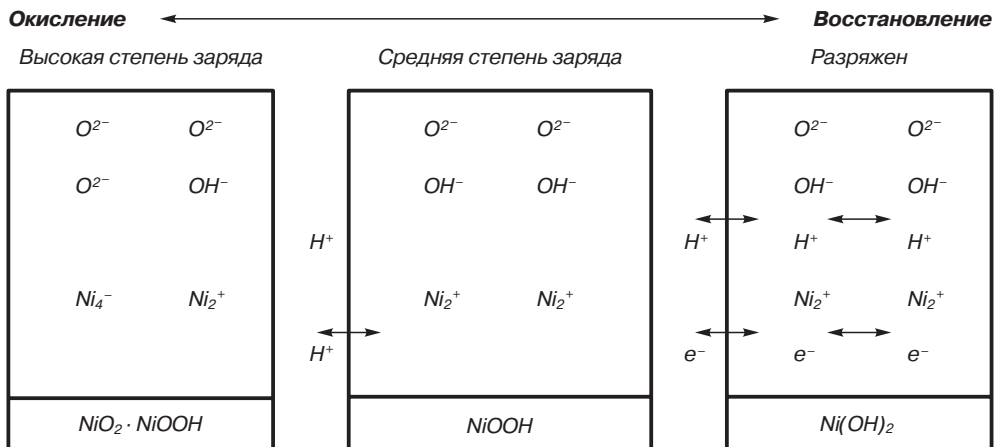 Окисление Восстановление
Высокая степень заряда Средняя степень заряда Разряжен
O²⁻ O²⁻ O²⁻ O²⁻ O²⁻ O²⁻
O²⁻ OH⁻ OH⁻ OH⁻ OH⁻ OH⁻
H⁺ H⁺ H⁺ H⁺
Ni₄⁻ Ni₂⁺ Ni₂⁺ Ni₂⁺ Ni₂⁺ Ni₂⁺
H⁺ e⁻ e⁻ e⁻
NiO₂ · NiOOH NiOOH Ni(OH)₂